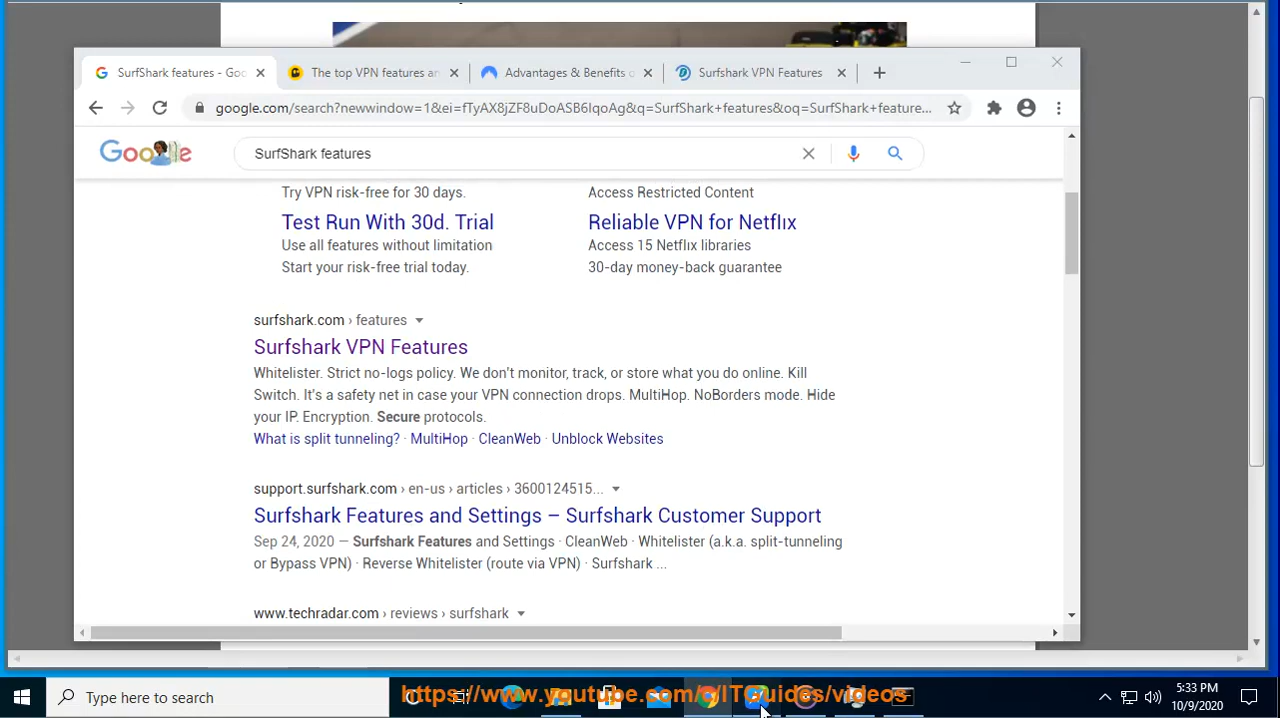 SurfShark features - Goo
The top VPN features an
Advantages & Benefits o
Surfshark VPN Features
google.com/search?newwindow=1&ei=fTyAX8jZF8uDoASB6IqoAg&q=SurfShark+features&oq=SurfShark+feature...
Google
SurfShark features
Try VPN risk-free for 30 days.
Access Restricted Content
Test Run With 30d. Trial
Reliable VPN for Netflıx
Use all features without limitation
Access 15 Netflıx libraries
Start your risk-free trial today.
30-day money-back guarantee
surfshark.com › features
Surfshark VPN Features
Whitelister. Strict no-logs policy. We don't monitor, track, or store what you do online. Kill
Switch. It's a safety net in case your VPN connection drops. MultiHop. NoBorders mode. Hide
your IP. Encryption. Secure protocols.
What is split tunneling? · MultiHop · CleanWeb · Unblock Websites
support.surfshark.com › en-us › articles › 3600124515...
Surfshark Features and Settings – Surfshark Customer Support
Sep 24, 2020 — Surfshark Features and Settings · CleanWeb · Whitelister (a.k.a. split-tunneling
or Bypass VPN) · Reverse Whitelister (route via VPN) · Surfshark ...
www.techradar.com › reviews › surfshark
Type here to search
5:33 PM
10/9/2020